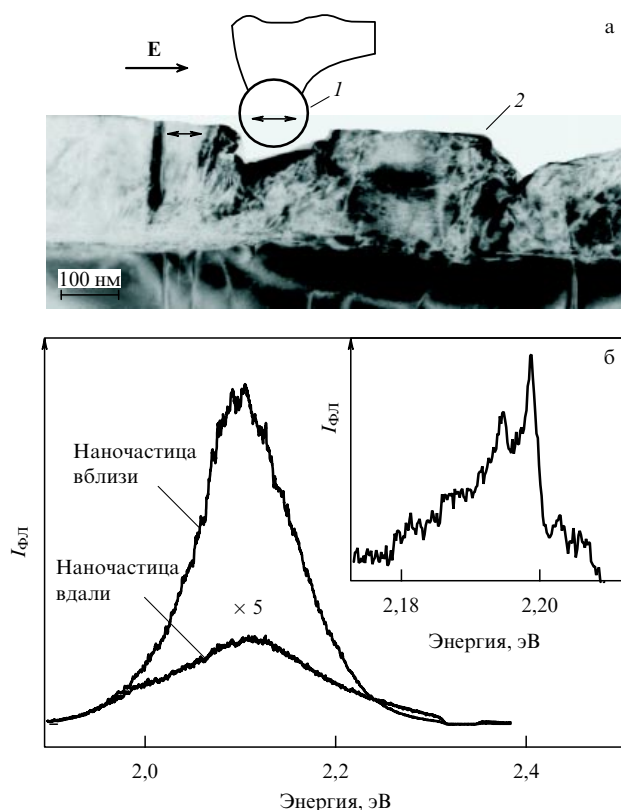 а
E
1
2
100 нм
б
I_ФЛ
Наночастица
вблизи
Наночастица
вдали
× 5
2,0
2,2
2,4
Энергия, эВ
I_ФЛ
2,18
2,20
Энергия, эВ